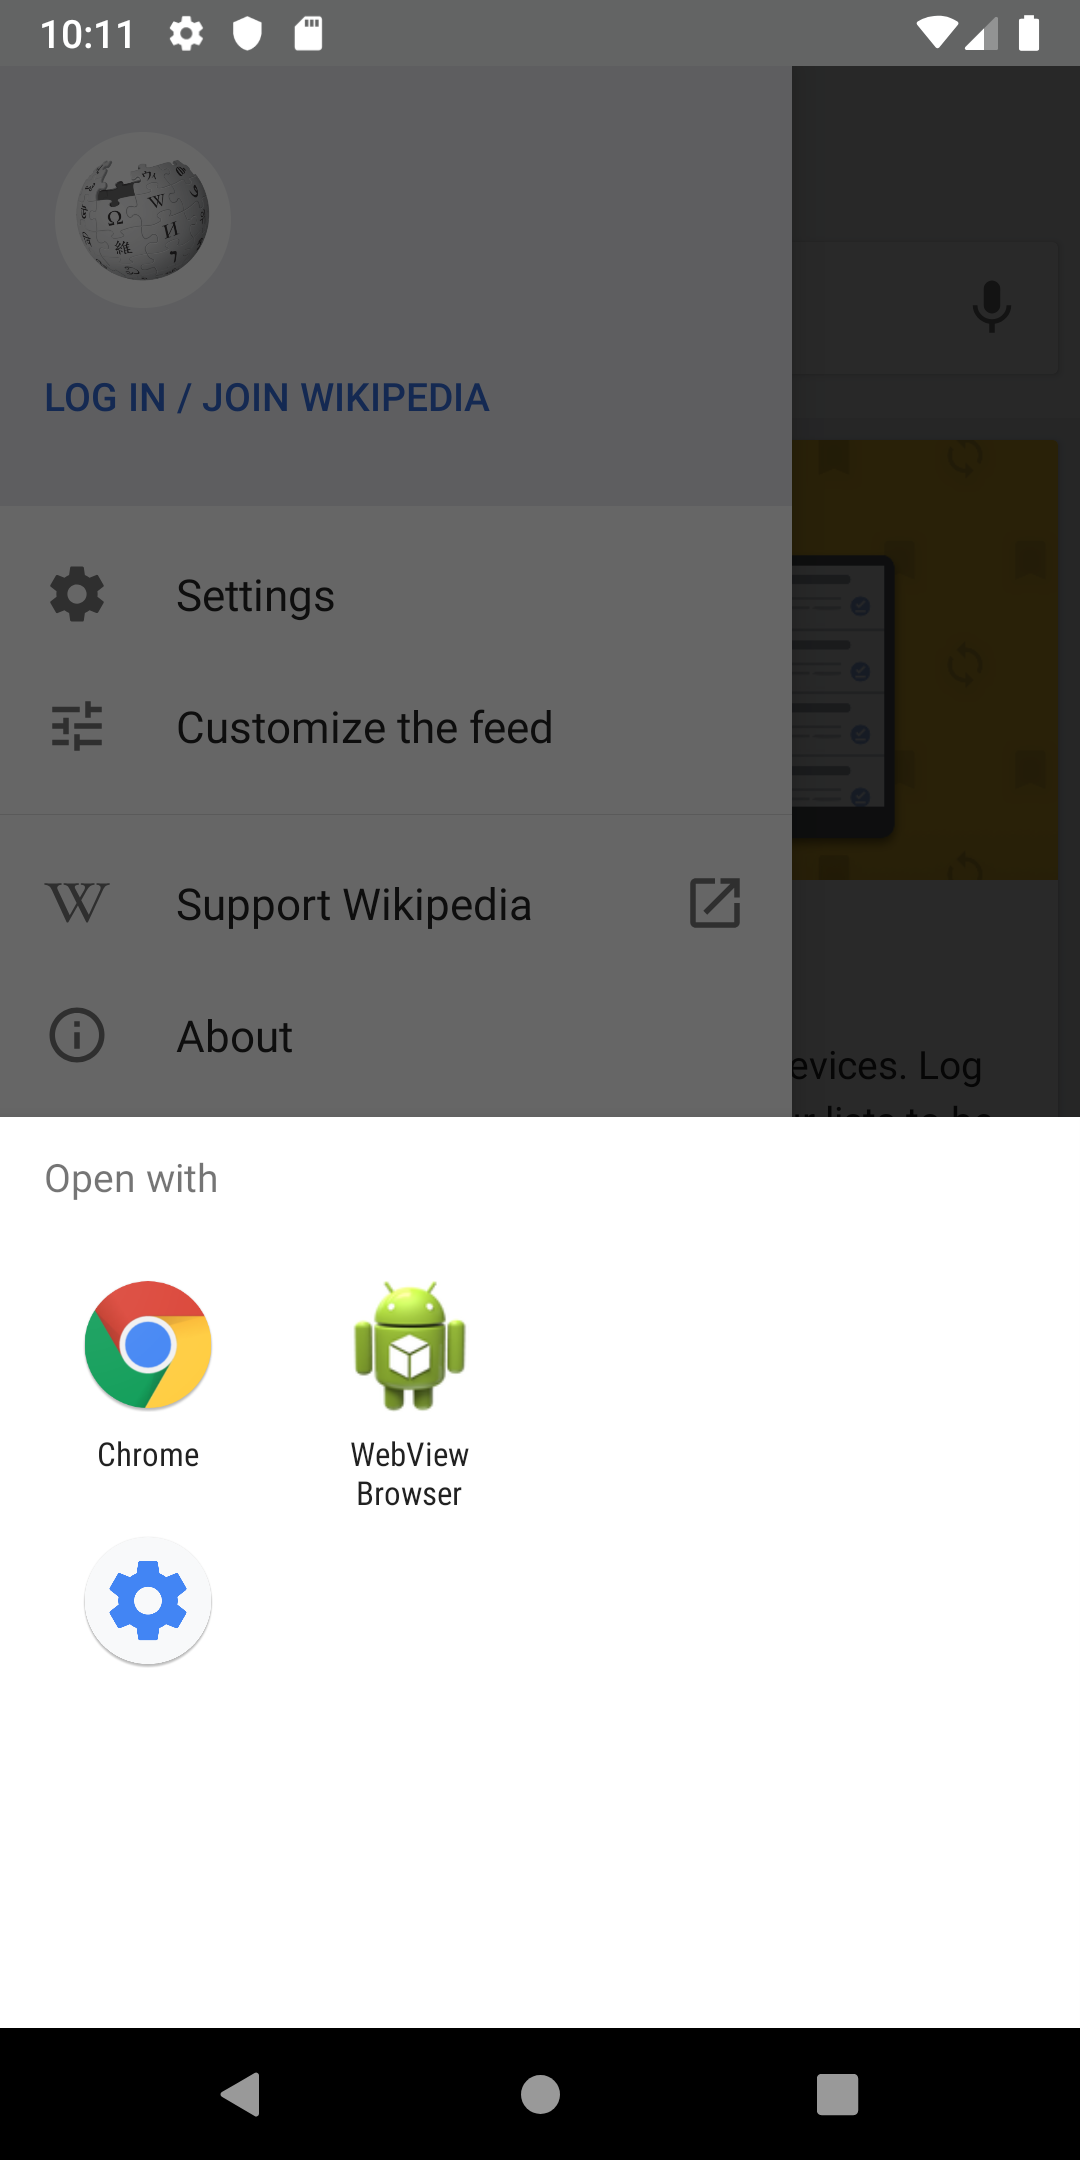 10:11
LOG IN / JOIN WIKIPEDIA
Settings
Customize the feed
Support Wikipedia
About
evices. Log
Open with
Chrome
WebView
Browser